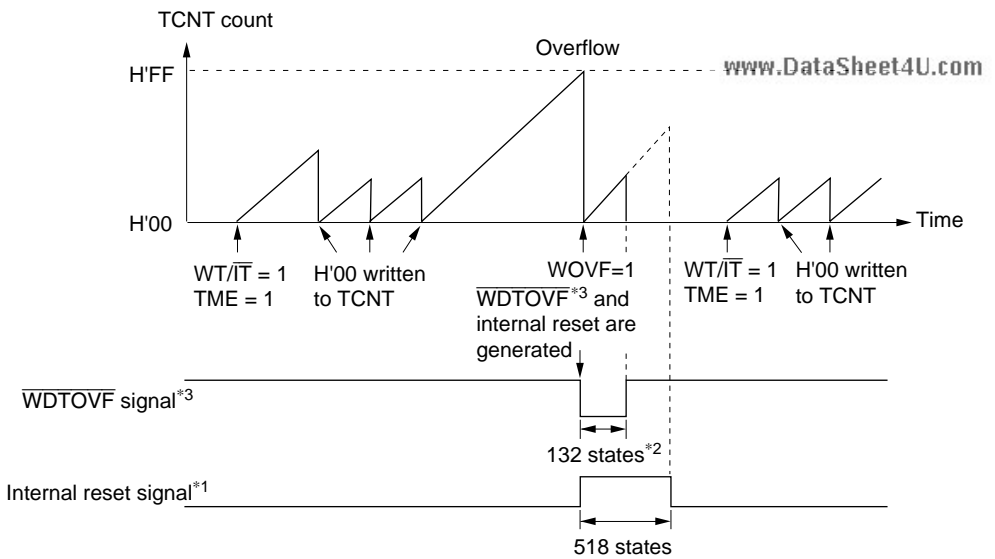 TCNT count
Overflow
H'FF
www.DataSheet4U.com
H'00
Time
WT/IT = 1
TME = 1
H'00 written
to TCNT
WOVF=1
WDTOVF*3 and
internal reset are
generated
WT/IT = 1
TME = 1
H'00 written
to TCNT
WDTOVF signal*3
132 states*2
Internal reset signal*1
518 states